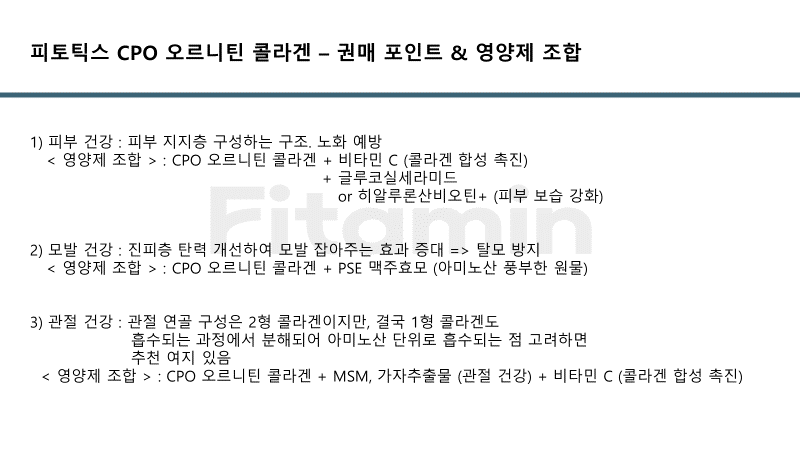 피토틱스 CPO 오르니틴 콜라겐 – 권매 포인트 & 영양제 조합
Fitamin
1) 피부 건강 : 피부 지지층 구성하는 구조. 노화 예방
< 영양제 조합 > : CPO 오르니틴 콜라겐 + 비타민 C (콜라겐 합성 촉진)
+ 글루코실세라미드
or 히알루론산비오틴+ (피부 보습 강화)
2) 모발 건강 : 진피층 탄력 개선하여 모발 잡아주는 효과 증대 => 탈모 방지
< 영양제 조합 > : CPO 오르니틴 콜라겐 + PSE 맥주효모 (아미노산 풍부한 원물)
3) 관절 건강 : 관절 연골 구성은 2형 콜라겐이지만, 결국 1형 콜라겐도
흡수되는 과정에서 분해되어 아미노산 단위로 흡수되는 점 고려하면
추천 여지 있음
< 영양제 조합 > : CPO 오르니틴 콜라겐 + MSM, 가자추출물 (관절 건강) + 비타민 C (콜라겐 합성 촉진)